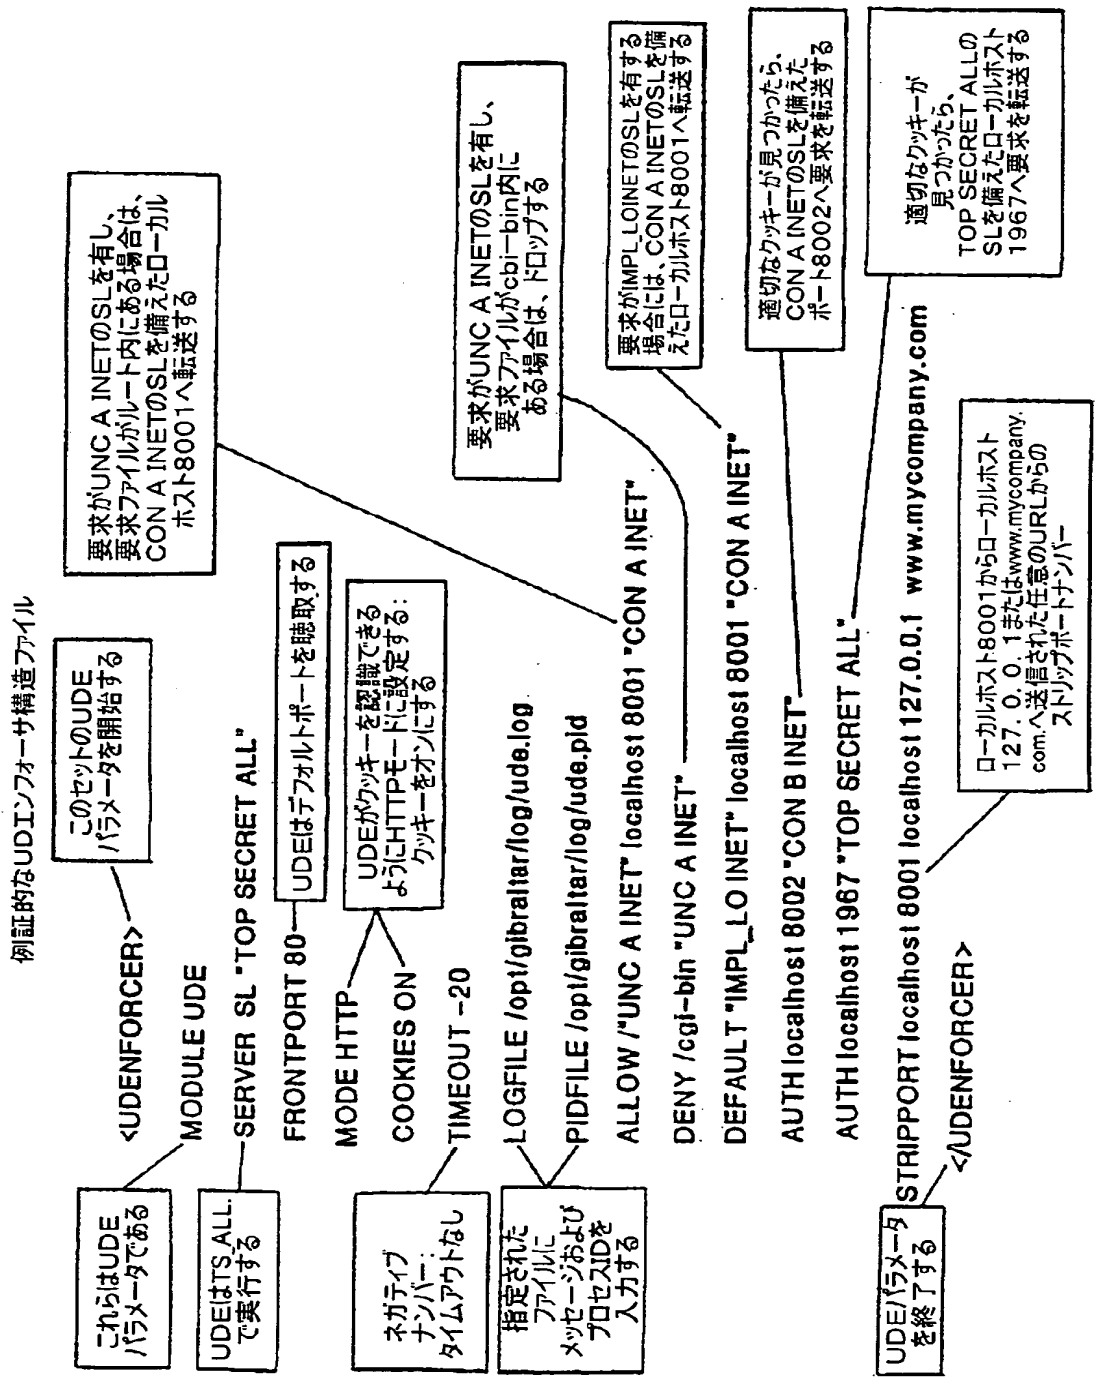 例証的なUDエンフォーサ構造ファイル
<UDENFORCER>
このセットのUDE
パラメータを開始する
これらはUDE
パラメータである
MODULE UDE
UDEはTS_ALL.
で実行する
SERVER SL "TOP SECRET ALL"
FRONTPORT 80
UDEはデフォルトポートを聴取する
MODE HTTP
COOKIES ON
UDEがクッキーを認識できる
ようにHTTPモードに設定する:
クッキーをオンにする
ネガティブ
ナンバー:
タイムアウトなし
TIMEOUT -20
指定された
ファイルに
メッセージおよび
プロセスIDを
入力する
LOGFILE /opt/gibraltar/log/ude.log
PIDFILE /opt/gibraltar/log/ude.pid
ALLOW /"UNC A INET" localhost 8001 "CON A INET"
要求がUNC A INETのSLを有し、
要求ファイルがルート内にある場合は、
CON A INETのSLを備えたローカル
ホスト8001へ転送する
DENY /cgi-bin "UNC A INET"
要求がUNC A INETのSLを有し、
要求ファイルがcbi-bin内に
ある場合は、ドロップする
DEFAULT "IMPL_LO INET" localhost 8001 "CON A INET"
要求がIMPL_LOINETのSLを有する
場合には、CON A INETのSLを備
えたローカルホスト8001へ転送する
AUTH localhost 8002 "CON B INET"
適切なクッキーが見つかったら、
CON A INETのSLを備えた
ポート8002へ要求を転送する
AUTH localhost 1967 "TOP SECRET ALL"
適切なクッキーが
見つかったら、
TOP SECRET ALLの
SLを備えたローカルホスト
1967へ要求を転送する
STRIPPORT localhost 8001 localhost 127.0.0.1 www.mycompany.com
ローカルホスト8001からローカルホスト
127.0.0.1またはwww.mycompany.
com.へ送信された任意のURLからの
ストリップポートナンバー
UDEパラメータ
を終了する
</UDENFORCER>